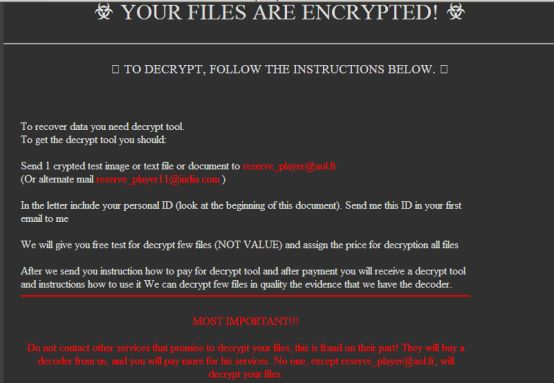 ☣ YOUR FILES ARE ENCRYPTED! ☣
TO DECRYPT, FOLLOW THE INSTRUCTIONS BELOW.
To recover data you need decrypt tool.
To get the decrypt tool you should:
Send 1 crypted test image or text file or document to reserve_player@aol.fr
(Or alternate mail reserve_player11@india.com )
In the letter include your personal ID (look at the beginning of this document). Send me this ID in your first
email to me
We will give you free test for decrypt few files (NOT VALUE) and assign the price for decryption all files
After we send you instruction how to pay for decrypt tool and after payment you will receive a decrypt tool
and instructions how to use it We can decrypt few files in quality the evidence that we have the decoder.
MOST IMPORTANT!!!
Do not contact other services that promise to decrypt your files, this is fraud on their part! They will buy a
decoder from us, and you will pay more for his services. No one, except reserve_player@aol.fr, will
decrypt your files.